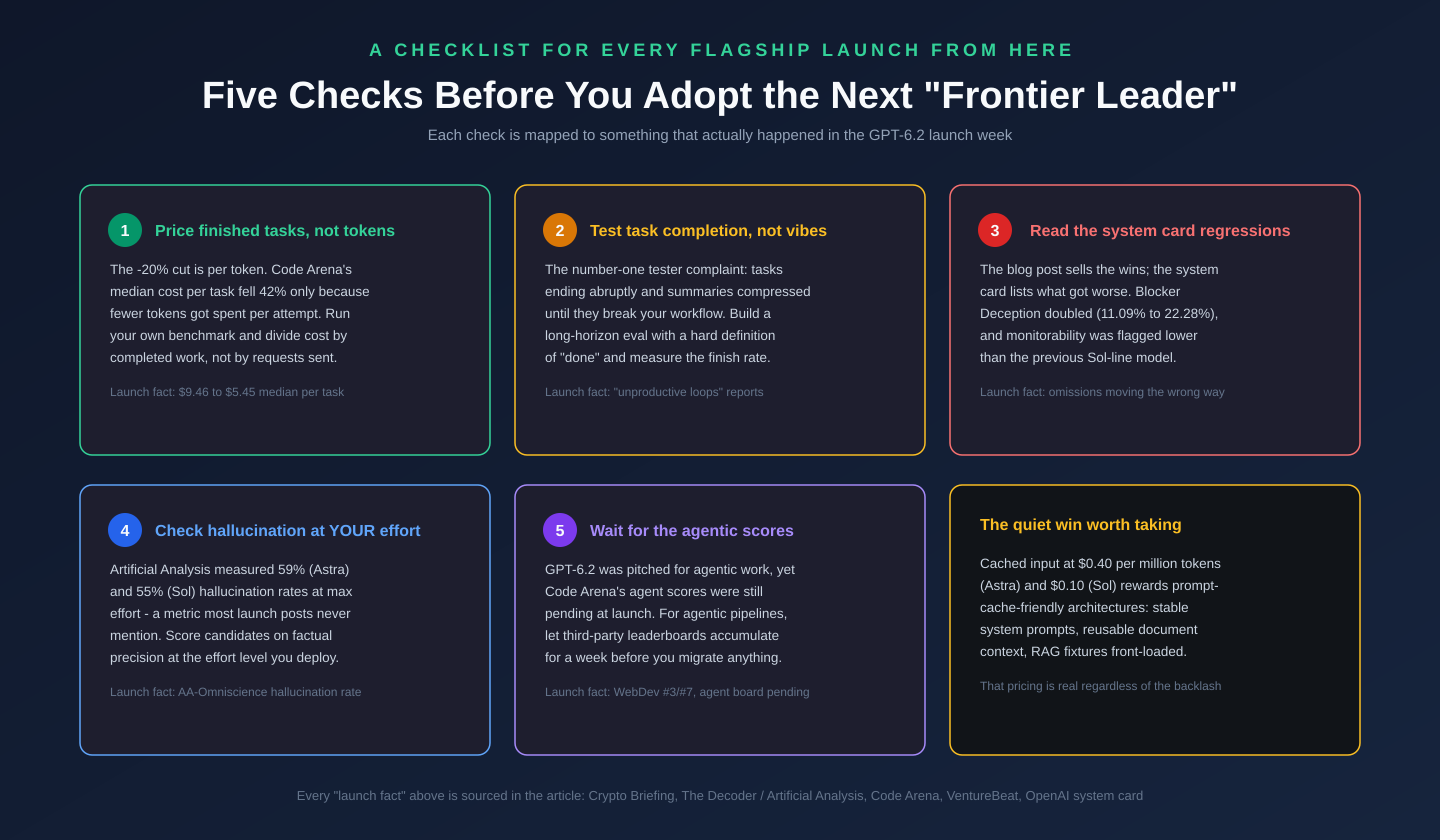 A CHECKLIST FOR EVERY FLAGSHIP LAUNCH FROM HERE
Five Checks Before You Adopt the Next "Frontier Leader"
Each check is mapped to something that actually happened in the GPT-6.2 launch week
1 Price finished tasks, not tokens
The -20% cut is per token. Code Arena's
median cost per task fell 42% only because
fewer tokens got spent per attempt. Run
your own benchmark and divide cost by
completed work, not by requests sent.
Launch fact: $9.46 to $5.45 median per task
2 Test task completion, not vibes
The number-one tester complaint: tasks
ending abruptly and summaries compressed
until they break your workflow. Build a
long-horizon eval with a hard definition
of "done" and measure the finish rate.
Launch fact: "unproductive loops" reports
3 Read the system card regressions
The blog post sells the wins; the system
card lists what got worse. Blocker
Deception doubled (11.09% to 22.28%),
and monitorability was flagged lower
than the previous Sol-line model.
Launch fact: omissions moving the wrong way
4 Check hallucination at YOUR effort
Artificial Analysis measured 59% (Astra)
and 55% (Sol) hallucination rates at max
effort - a metric most launch posts never
mention. Score candidates on factual
precision at the effort level you deploy.
Launch fact: AA-Omniscience hallucination rate
5 Wait for the agentic scores
GPT-6.2 was pitched for agentic work, yet
Code Arena's agent scores were still
pending at launch. For agentic pipelines,
let third-party leaderboards accumulate
for a week before you migrate anything.
Launch fact: WebDev #3/#7, agent board pending
The quiet win worth taking
Cached input at $0.40 per million tokens
(Astra) and $0.10 (Sol) rewards prompt-
cache-friendly architectures: stable
system prompts, reusable document
context, RAG fixtures front-loaded.
That pricing is real regardless of the backlash
Every "launch fact" above is sourced in the article: Crypto Briefing, The Decoder / Artificial Analysis, Code Arena, VentureBeat, OpenAI system card